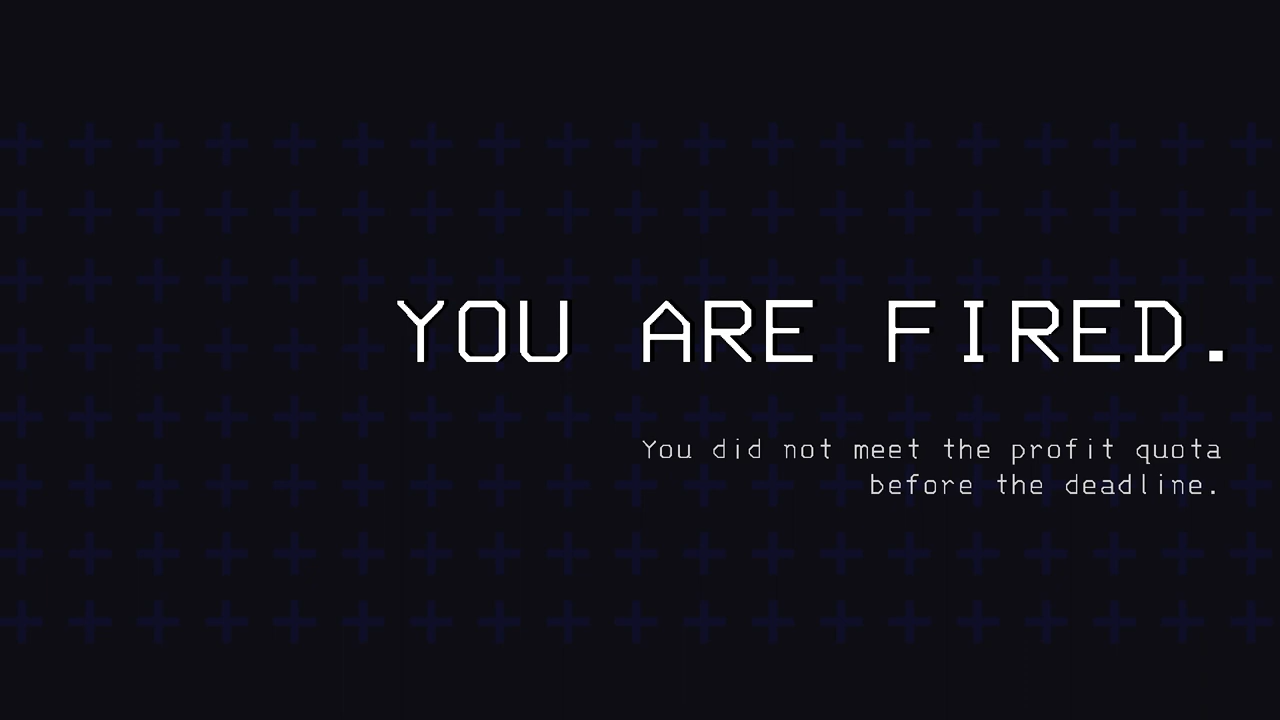 YOU ARE FIRED.
You did not meet the profit quota
before the deadline.